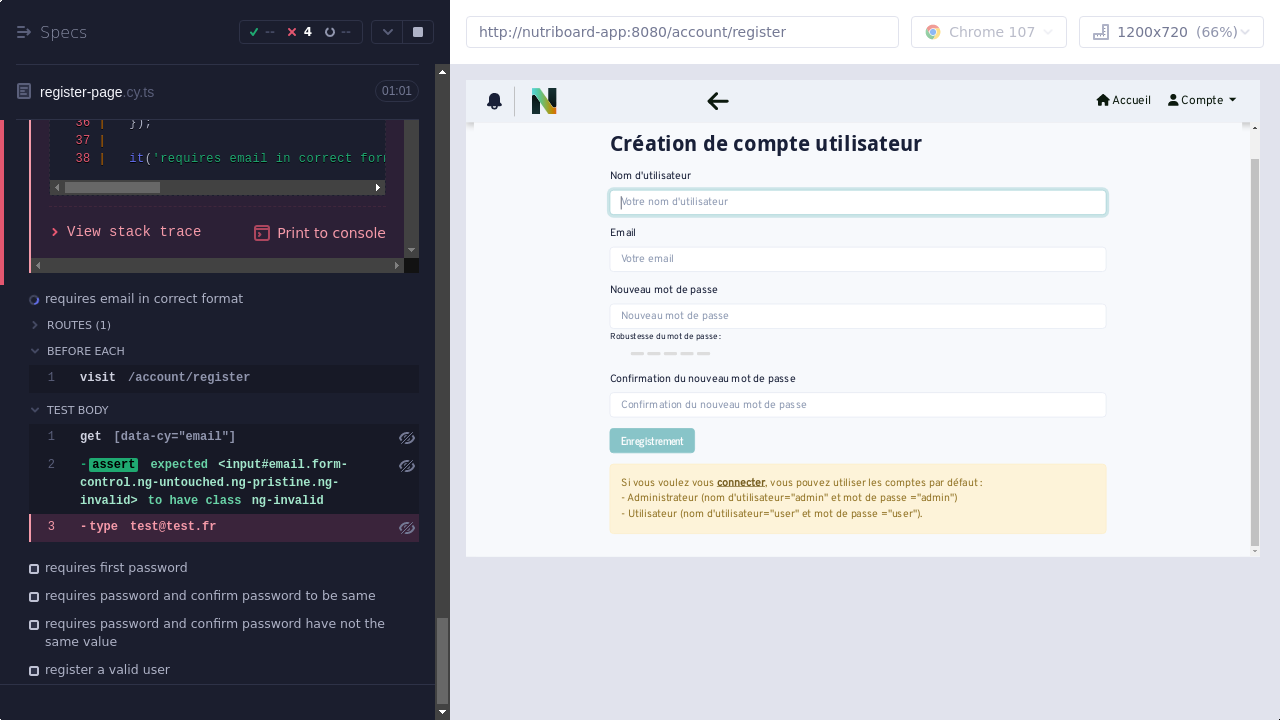 Specs
-- 4 --
register-page.cy.ts 01:01
36 | });
37 |
38 | it('requires email in correct for
View stack trace
Print to console
requires email in correct format
ROUTES (1)
BEFORE EACH
1 visit /account/register
TEST BODY
1 get [data-cy="email"]
2 -assert expected <input#email.form-
control.ng-untouched.ng-pristine.ng-
invalid> to have class ng-invalid
3 -type test@test.fr
requires first password
requires password and confirm password to be same
requires password and confirm password have not the
same value
register a valid user
http://nutriboard-app:8080/account/register
Chrome 107
1200x720 (66%)
N
Accueil
Compte
Création de compte utilisateur
Nom d'utilisateur
Votre nom d'utilisateur
Email
Votre email
Nouveau mot de passe
Nouveau mot de passe
Robustesse du mot de passe :
Confirmation du nouveau mot de passe
Confirmation du nouveau mot de passe
Enregistrement
Si vous voulez vous connecter, vous pouvez utiliser les comptes par défaut :
- Administrateur (nom d'utilisateur="admin" et mot de passe ="admin")
- Utilisateur (nom d'utilisateur="user" et mot de passe ="user").